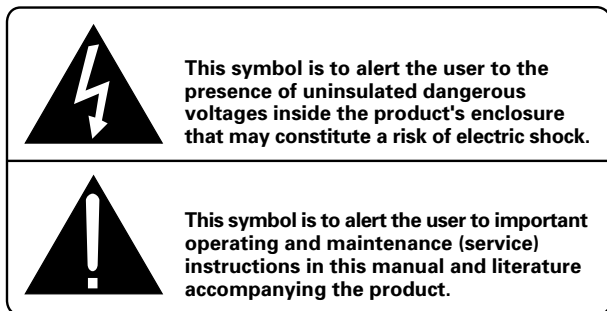 This symbol is to alert the user to the
presence of uninsulated dangerous
voltages inside the product's enclosure
that may constitute a risk of electric shock.
This symbol is to alert the user to important
operating and maintenance (service)
instructions in this manual and literature
accompanying the product.